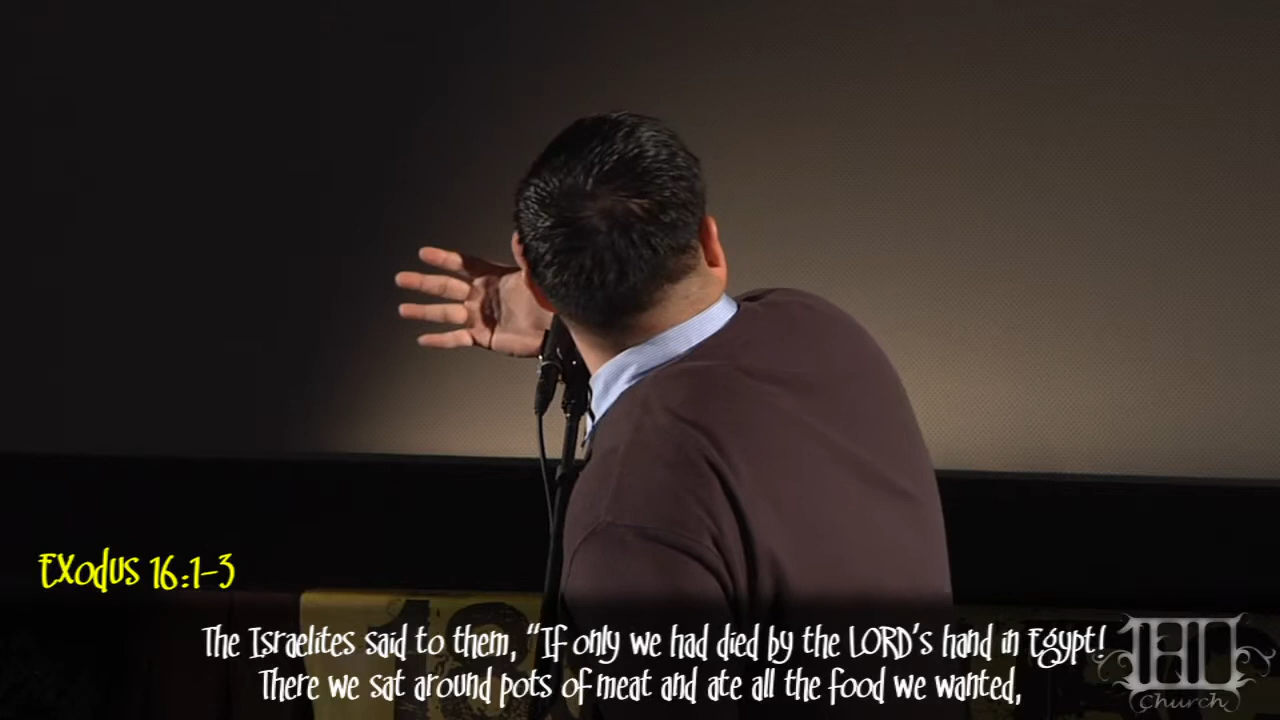 Exodus 16:1-3
The Israelites said to them, “If only we had died by the LORD’s hand in Egypt!
There we sat around pots of meat and ate all the food we wanted,
180
Church